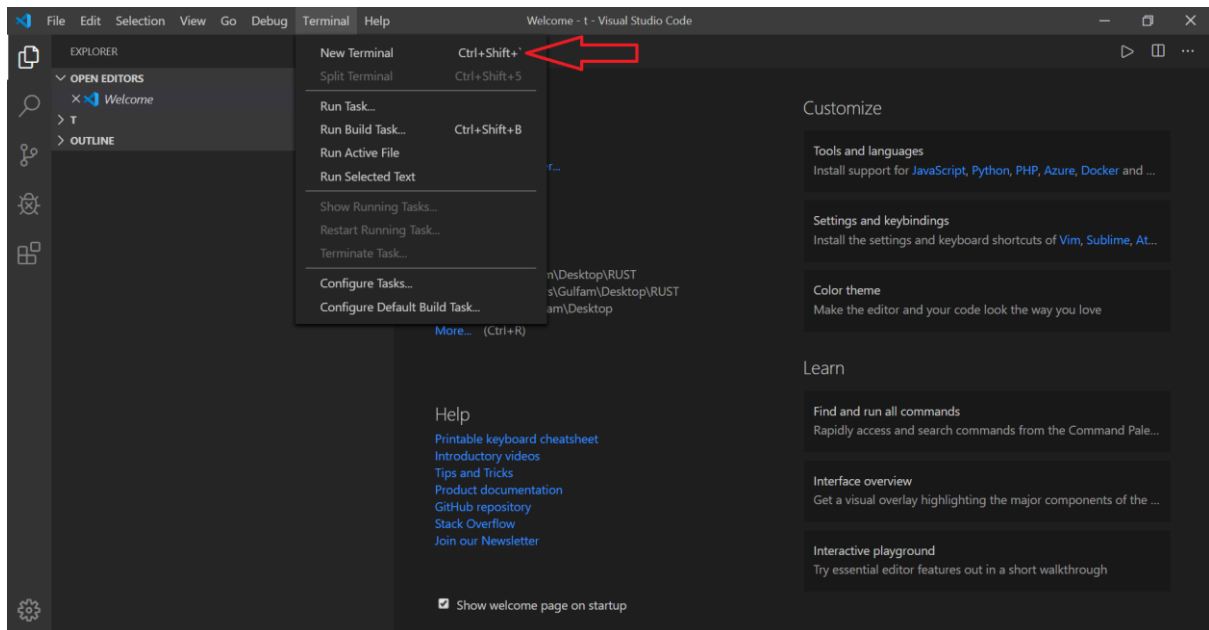 File Edit Selection View Go Debug Terminal Help
Welcome - t - Visual Studio Code
EXPLORER
OPEN EDITORS
Welcome
T
OUTLINE
New Terminal Ctrl+Shift+`
Split Terminal Ctrl+Shift+5
Run Task...
Run Build Task... Ctrl+Shift+B
Run Active File
Run Selected Text
Show Running Tasks...
Restart Running Task...
Terminate Task...
Configure Tasks...
Configure Default Build Task...
r...
n\Desktop\RUST
s\Gulfam\Desktop\RUST
am\Desktop
More... (Ctrl+R)
Help
Printable keyboard cheatsheet
Introductory videos
Tips and Tricks
Product documentation
GitHub repository
Stack Overflow
Join our Newsletter
Show welcome page on startup
Customize
Tools and languages
Install support for JavaScript, Python, PHP, Azure, Docker and ...
Settings and keybindings
Install the settings and keyboard shortcuts of Vim, Sublime, At...
Color theme
Make the editor and your code look the way you love
Learn
Find and run all commands
Rapidly access and search commands from the Command Pale...
Interface overview
Get a visual overlay highlighting the major components of the ...
Interactive playground
Try essential editor features out in a short walkthrough